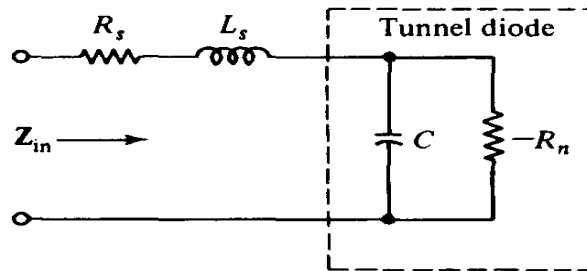 Tunnel diode
R_s
L_s
Z_in
C
−R_n